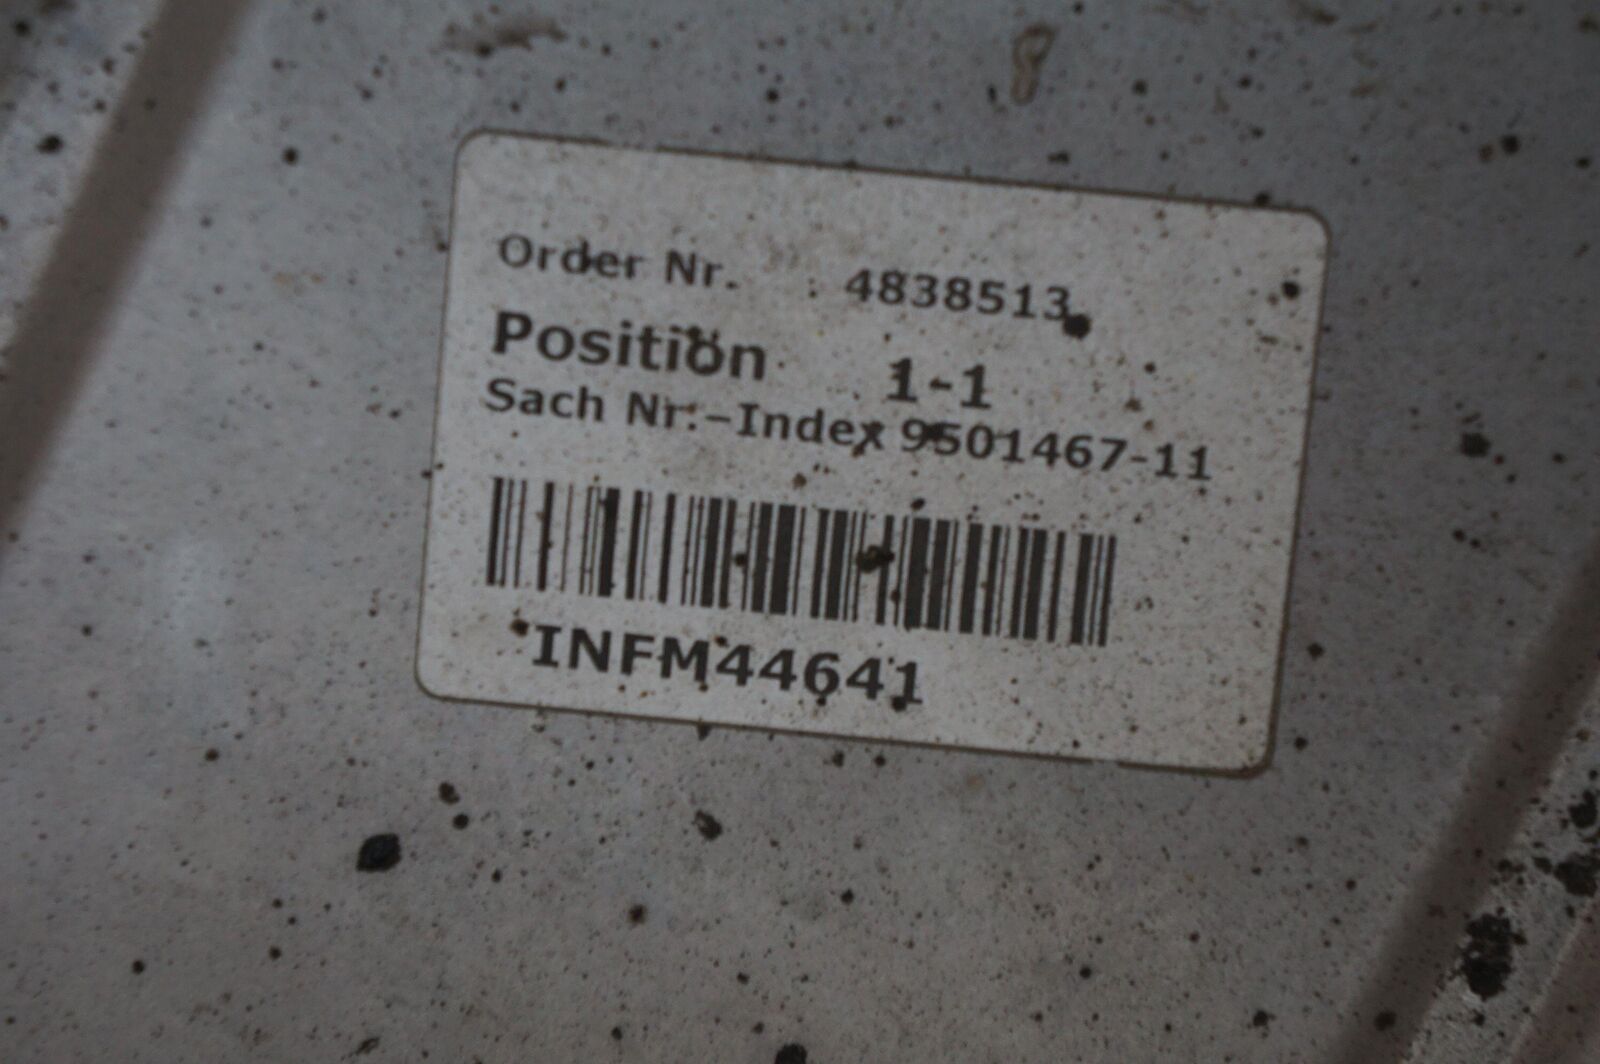 Order Nr. : 4838513
Position 1-1
Sach Nr.-Index 9501467-11
INFM44641